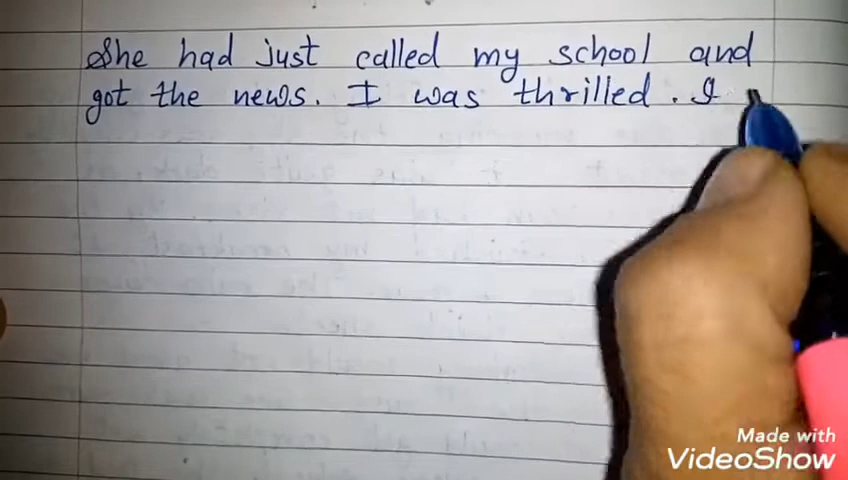 She had just called my school and
got the news. I was thrilled. I
Made with
VideoShow